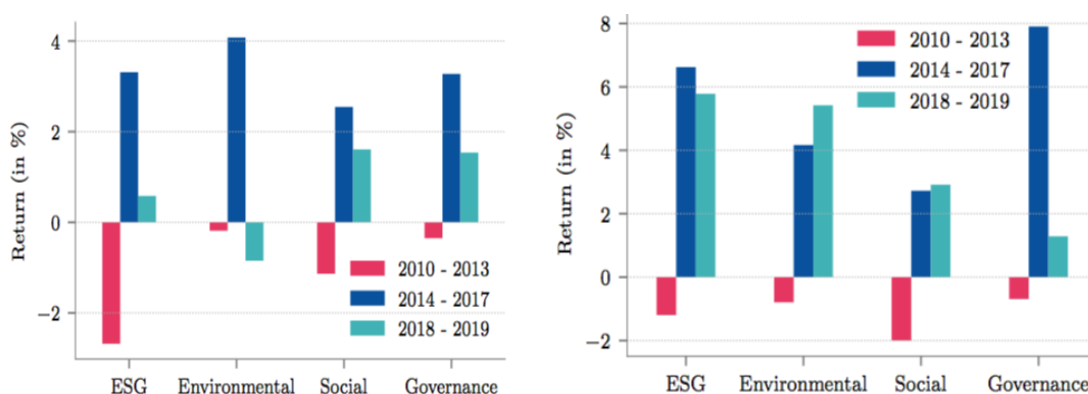 4
2
0
−2
Return (in %)
2010 - 2013
2014 - 2017
2018 - 2019
ESG Environmental Social Governance
8
6
4
2
0
−2
Return (in %)
2010 - 2013
2014 - 2017
2018 - 2019
ESG Environmental Social Governance